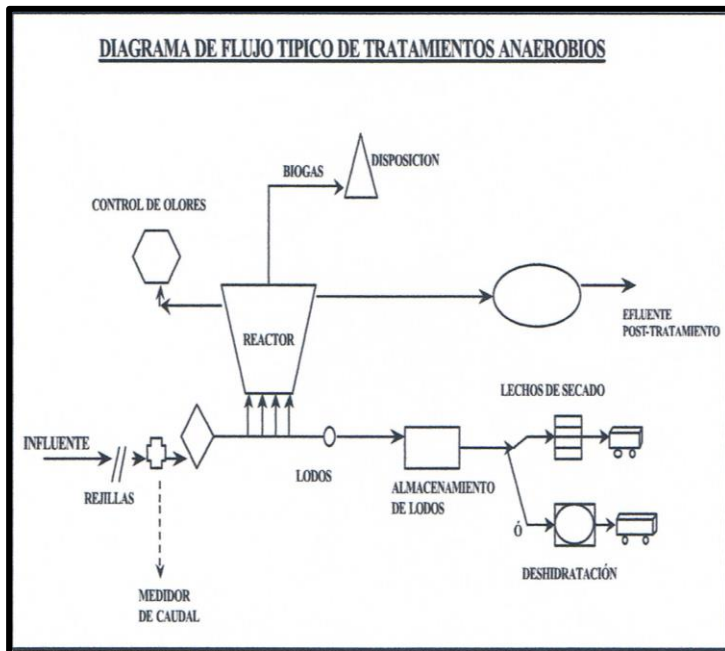 DIAGRAMA DE FLUJO TIPICO DE TRATAMIENTOS ANAEROBIOS
BIOGAS
DISPOSICION
CONTROL DE OLORES
REACTOR
EFLUENTE
POST-TRATAMIENTO
LECHOS DE SECADO
INFLUENTE
REJILLAS
LODOS
ALMACENAMIENTO
DE LODOS
Ó
DESHIDRATACIÓN
MEDIDOR
DE CAUDAL